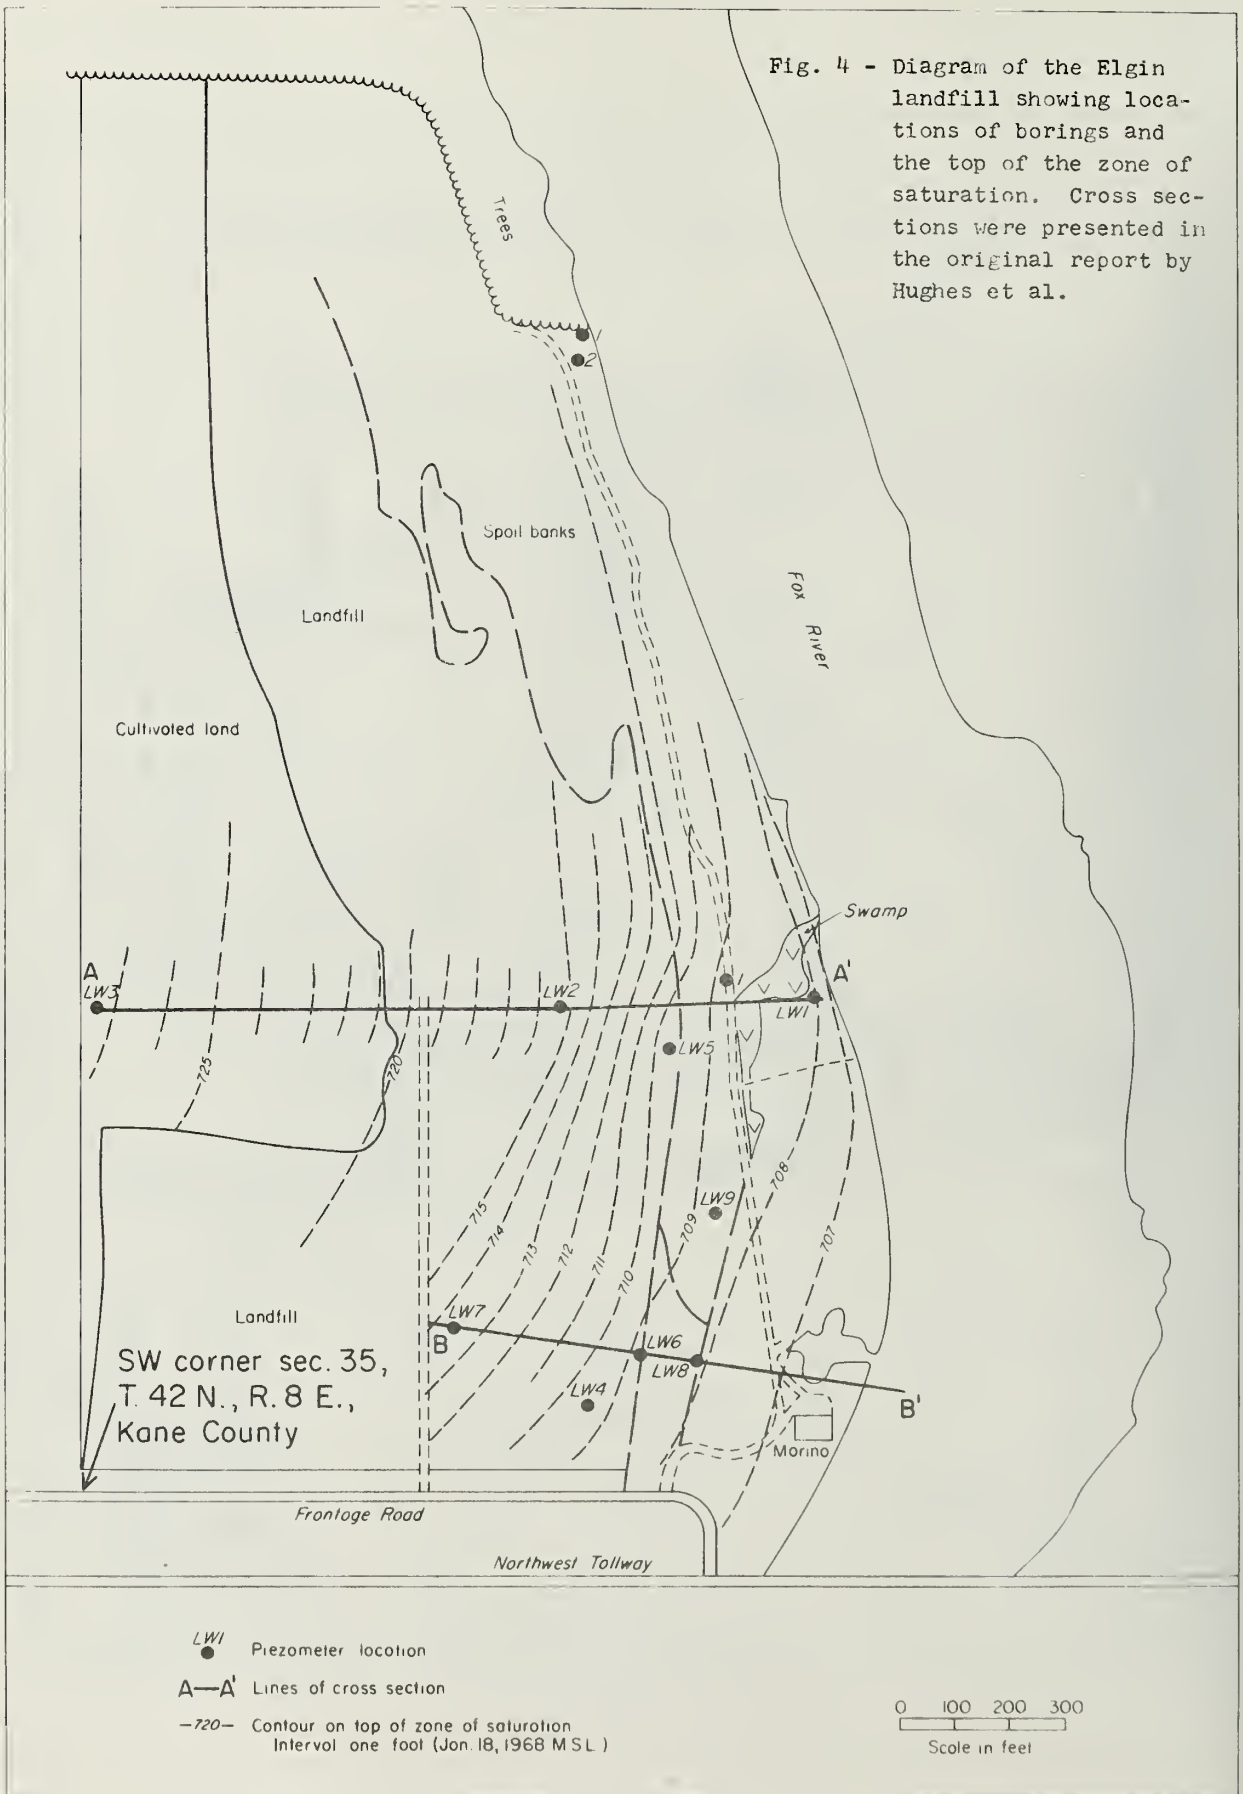 Fig. 4 - Diagram of the Elgin
landfill showing loca-
tions of borings and
the top of the zone of
saturation. Cross sec-
tions were presented in
the original report by
Hughes et al.
Trees
1
2
Spoil banks
Fox River
Landfill
Cultivated land
Swamp
A
LW3
LW2
A'
LW1
LW5
725
720
LW9
715
714
713
712
711
710
709
708
707
Landfill
LW7
B
LW6
LW8
LW4
B'
SW corner sec. 35,
T. 42 N., R. 8 E.,
Kane County
Marina
Frontage Road
Northwest Tollway
LW1
Piezometer location
A—A' Lines of cross section
—720— Contour on top of zone of saturation
Interval one foot (Jan. 18, 1968 M S L )
0 100 200 300
Scale in feet